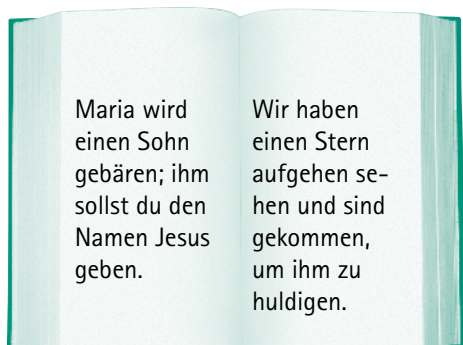 Maria wird
einen Sohn
gebären; ihm
sollst du den
Namen Jesus
geben.
Wir haben
einen Stern
aufgehen se-
hen und sind
gekommen,
um ihm zu
huldigen.